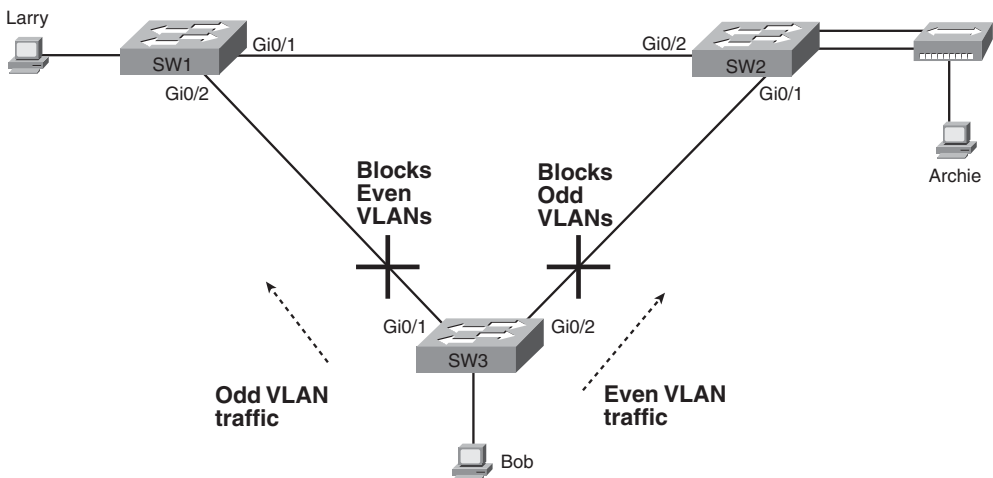 Larry
SW1
Gi0/1
Gi0/2
SW2
Gi0/2
Gi0/1
Archie
Blocks
Even
VLANs
Blocks
Odd
VLANs
Gi0/1
Gi0/2
SW3
Odd VLAN
traffic
Even VLAN
traffic
Bob